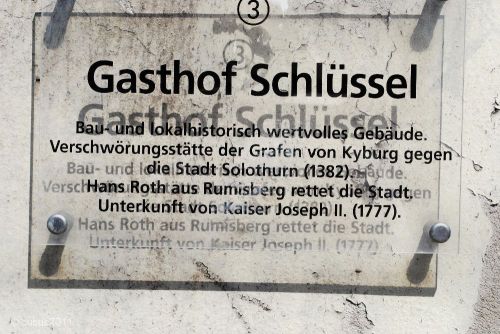 ③
Gasthof Schlüssel
Bau- und lokalhistorisch wertvolles Gebäude.
Verschwörungsstätte der Grafen von Kyburg gegen
die Stadt Solothurn (1382).
Hans Roth aus Rumisberg rettet die Stadt.
Unterkunft von Kaiser Joseph II. (1777).